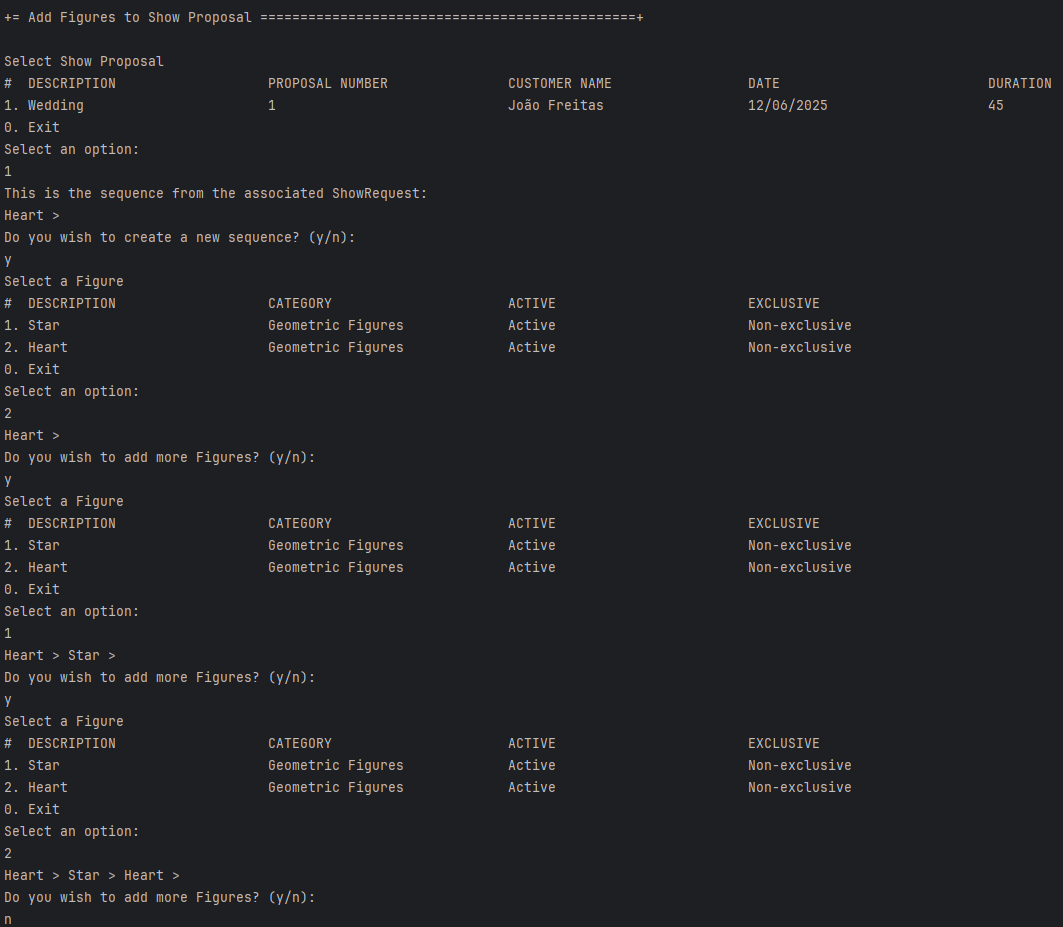 += Add Figures to Show Proposal ===============================================+
Select Show Proposal
# DESCRIPTION PROPOSAL NUMBER CUSTOMER NAME DATE DURATION
1. Wedding 1 João Freitas 12/06/2025 45
0. Exit
Select an option:
1
This is the sequence from the associated ShowRequest:
Heart >
Do you wish to create a new sequence? (y/n):
y
Select a Figure
# DESCRIPTION CATEGORY ACTIVE EXCLUSIVE
1. Star Geometric Figures Active Non-exclusive
2. Heart Geometric Figures Active Non-exclusive
0. Exit
Select an option:
2
Heart >
Do you wish to add more Figures? (y/n):
y
Select a Figure
# DESCRIPTION CATEGORY ACTIVE EXCLUSIVE
1. Star Geometric Figures Active Non-exclusive
2. Heart Geometric Figures Active Non-exclusive
0. Exit
Select an option:
1
Heart > Star >
Do you wish to add more Figures? (y/n):
y
Select a Figure
# DESCRIPTION CATEGORY ACTIVE EXCLUSIVE
1. Star Geometric Figures Active Non-exclusive
2. Heart Geometric Figures Active Non-exclusive
0. Exit
Select an option:
2
Heart > Star > Heart >
Do you wish to add more Figures? (y/n):
n